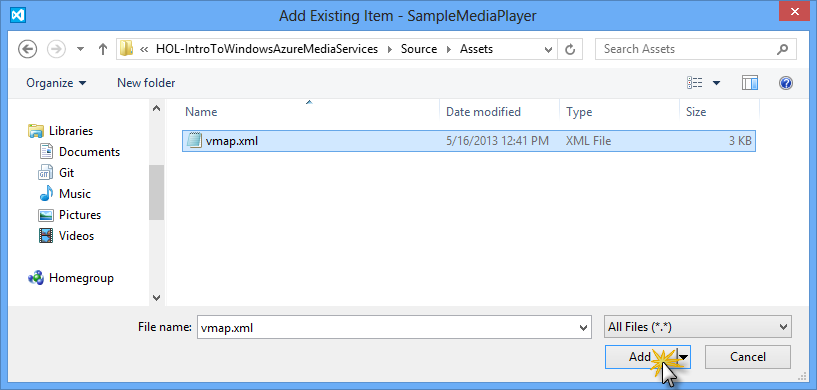 Add Existing Item - SampleMediaPlayer
« HOL-IntroToWindowsAzureMediaServices Source Assets
Search Assets
Organize New folder
Name Date modified Type Size
vmap.xml 5/16/2013 12:41 PM XML File 3 KB
Libraries
Documents
Git
Music
Pictures
Videos
Homegroup
File name: vmap.xml All Files (*.*)
Add Cancel